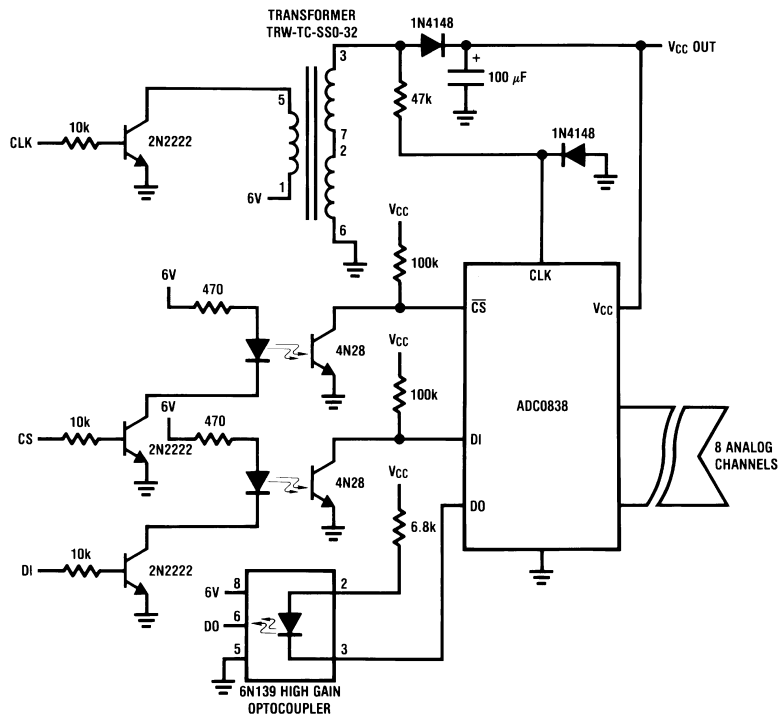 TRANSFORMER
TRW-TC-SSO-32
1N4148
3
VCC OUT
+
100 μF
5
47k
10k
2N2222
CLK
7
2
1N4148
1
6V
6
VCC
100k
CLK
6V
470
CS
VCC
4N28
VCC
100k
ADC0838
10k
6V
470
CS
2N2222
DI
8 ANALOG
CHANNELS
4N28
VCC
DO
6.8k
10k
DI
2N2222
8
2
6V
6
DO
5
3
6N139 HIGH GAIN
OPTOCOUPLER